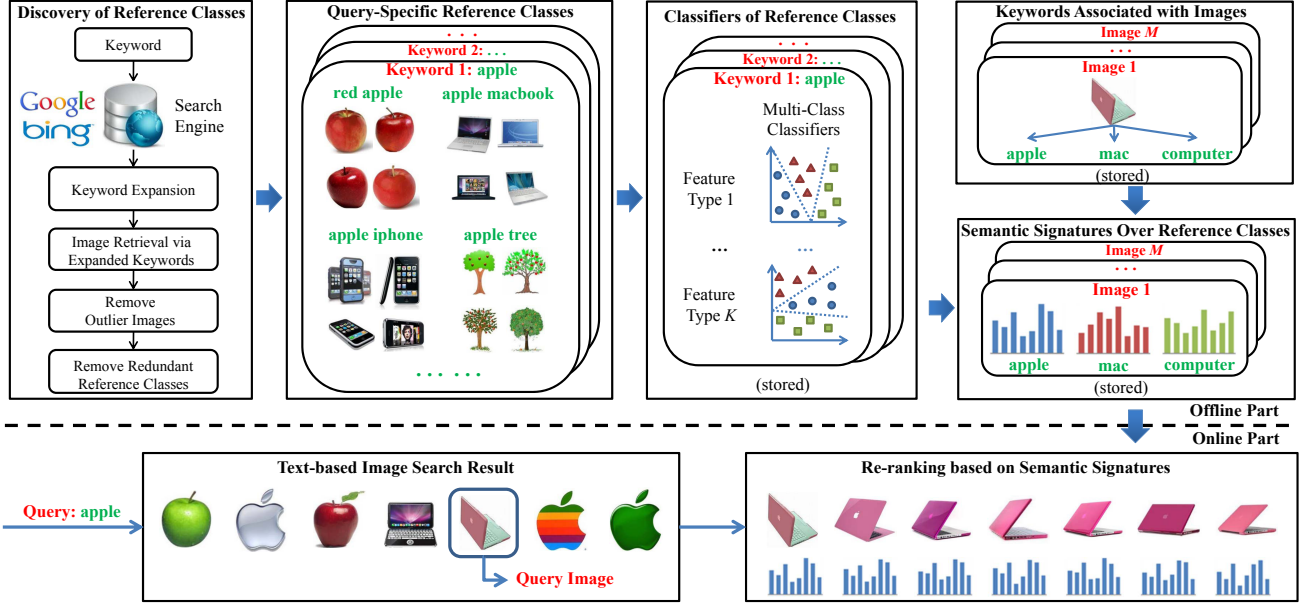 Discovery of Reference Classes
Keyword
Google
bing
Search
Engine
Keyword Expansion
Image Retrieval via
Expanded Keywords
Remove
Outlier Images
Remove Redundant
Reference Classes
Query-Specific Reference Classes
. . .
Keyword 2: . . .
Keyword 1: apple
red apple
apple macbook
apple iphone
apple tree
... ...
Classifiers of Reference Classes
. . .
Keyword 2: . . .
Keyword 1: apple
Multi-Class
Classifiers
Feature
Type 1
... ...
Feature
Type K
(stored)
Keywords Associated with Images
Image M
. . .
Image 1
apple mac computer
(stored)
Semantic Signatures Over Reference Classes
Image M
. . .
Image 1
apple mac computer
(stored)
Offline Part
Online Part
Query: apple
Text-based Image Search Result
Query Image
Re-ranking based on Semantic Signatures